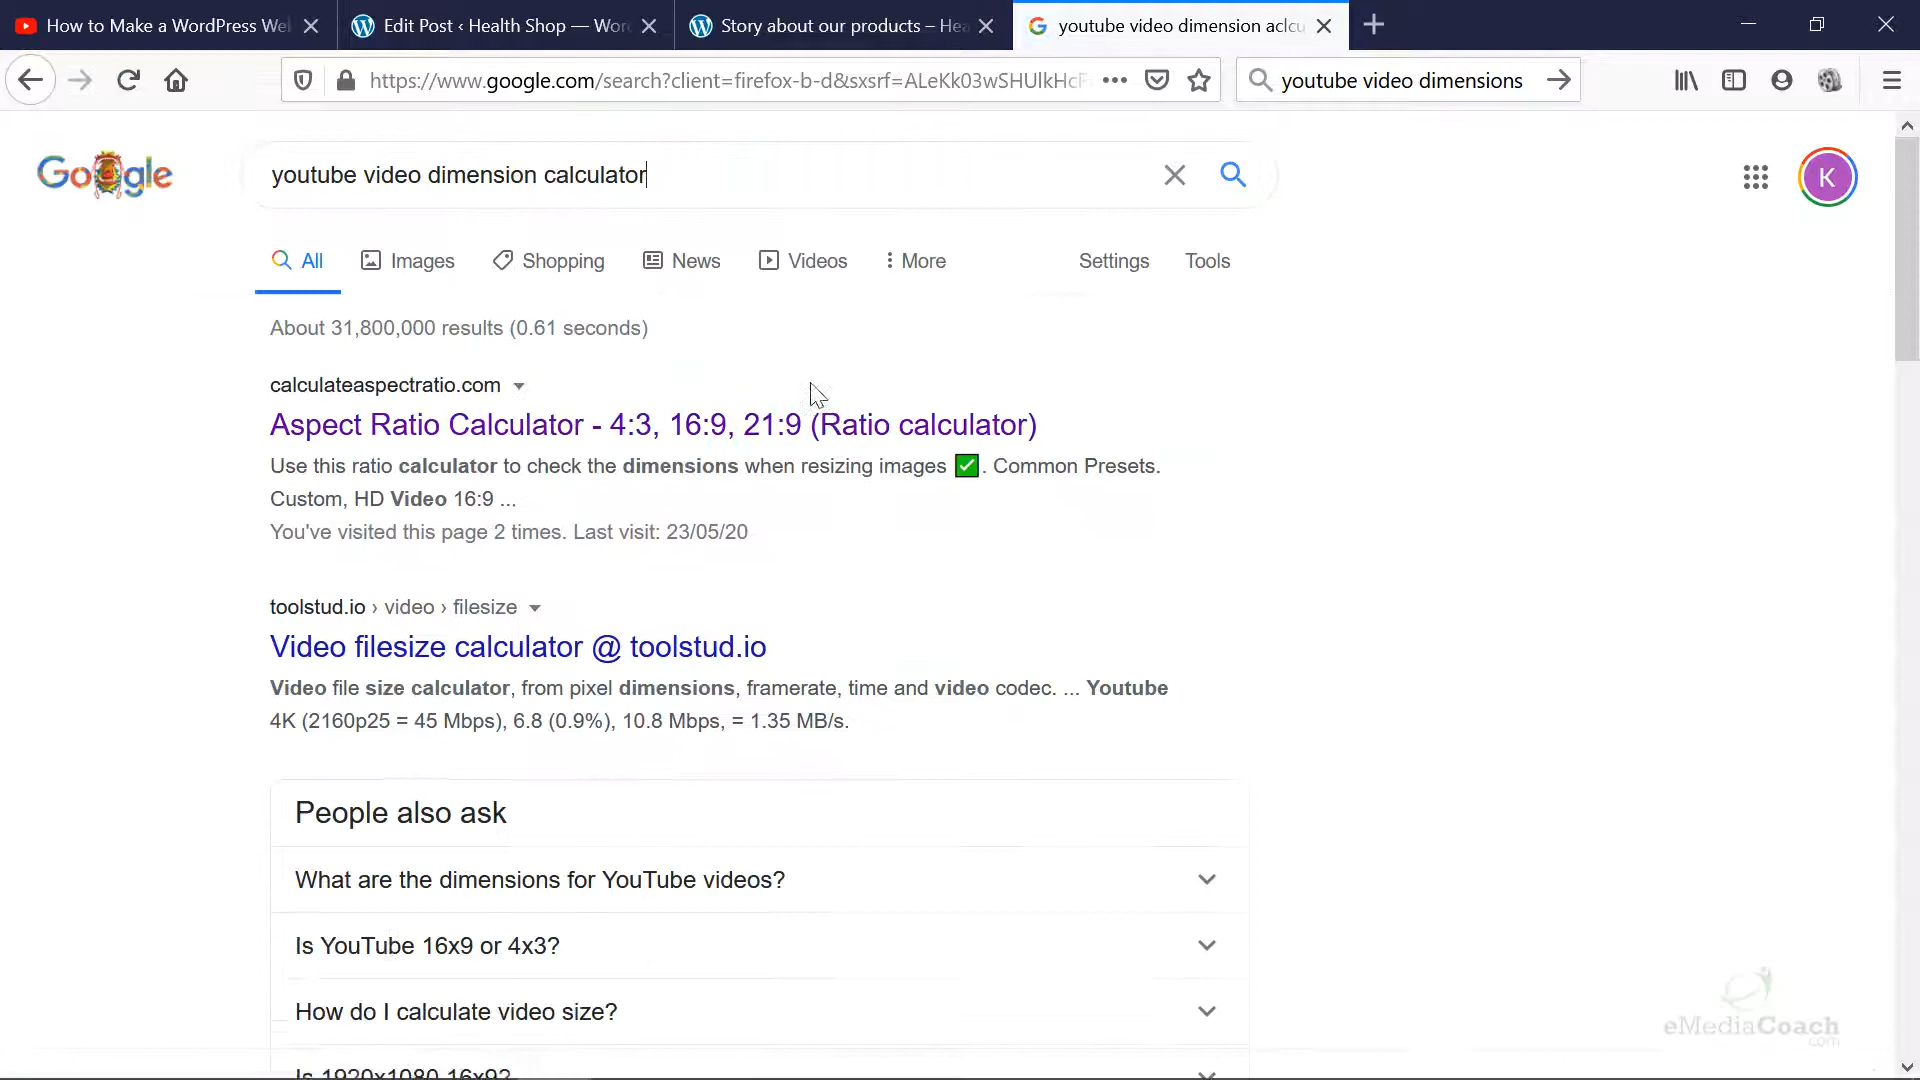 How to Make a WordPress Wel
Edit Post ‹ Health Shop — Wor
Story about our products – Hea
youtube video dimension aclcu
https://www.google.com/search?client=firefox-b-d&sxsrf=ALeKk03wSHUlkHcF
youtube video dimensions
Google
youtube video dimension calculator
K
All
Images
Shopping
News
Videos
More
Settings
Tools
About 31,800,000 results (0.61 seconds)
calculateaspectratio.com
Aspect Ratio Calculator - 4:3, 16:9, 21:9 (Ratio calculator)
Use this ratio calculator to check the dimensions when resizing images ✅. Common Presets.
Custom, HD Video 16:9 ...
You've visited this page 2 times. Last visit: 23/05/20
toolstud.io › video › filesize
Video filesize calculator @ toolstud.io
Video file size calculator, from pixel dimensions, framerate, time and video codec. ... Youtube
4K (2160p25 = 45 Mbps), 6.8 (0.9%), 10.8 Mbps, = 1.35 MB/s.
People also ask
What are the dimensions for YouTube videos?
Is YouTube 16x9 or 4x3?
How do I calculate video size?
Is 1920x1080 16x9?
eMediaCoach
.com